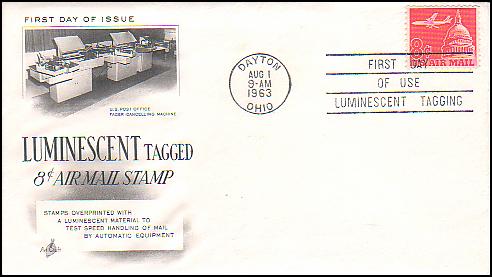 FIRST DAY OF ISSUE
U.S. POST OFFICE
FACER CANCELLING MACHINE
LUMINESCENT TAGGED
8¢ AIR MAIL STAMP
STAMPS OVERPRINTED WITH
A LUMINESCENT MATERIAL TO
TEST SPEED HANDLING OF MAIL
BY AUTOMATIC EQUIPMENT
DAYTON
AUG 1
9-AM
1963
OHIO
FIRST DAY
OF USE
LUMINESCENT TAGGING
8¢
US AIR MAIL